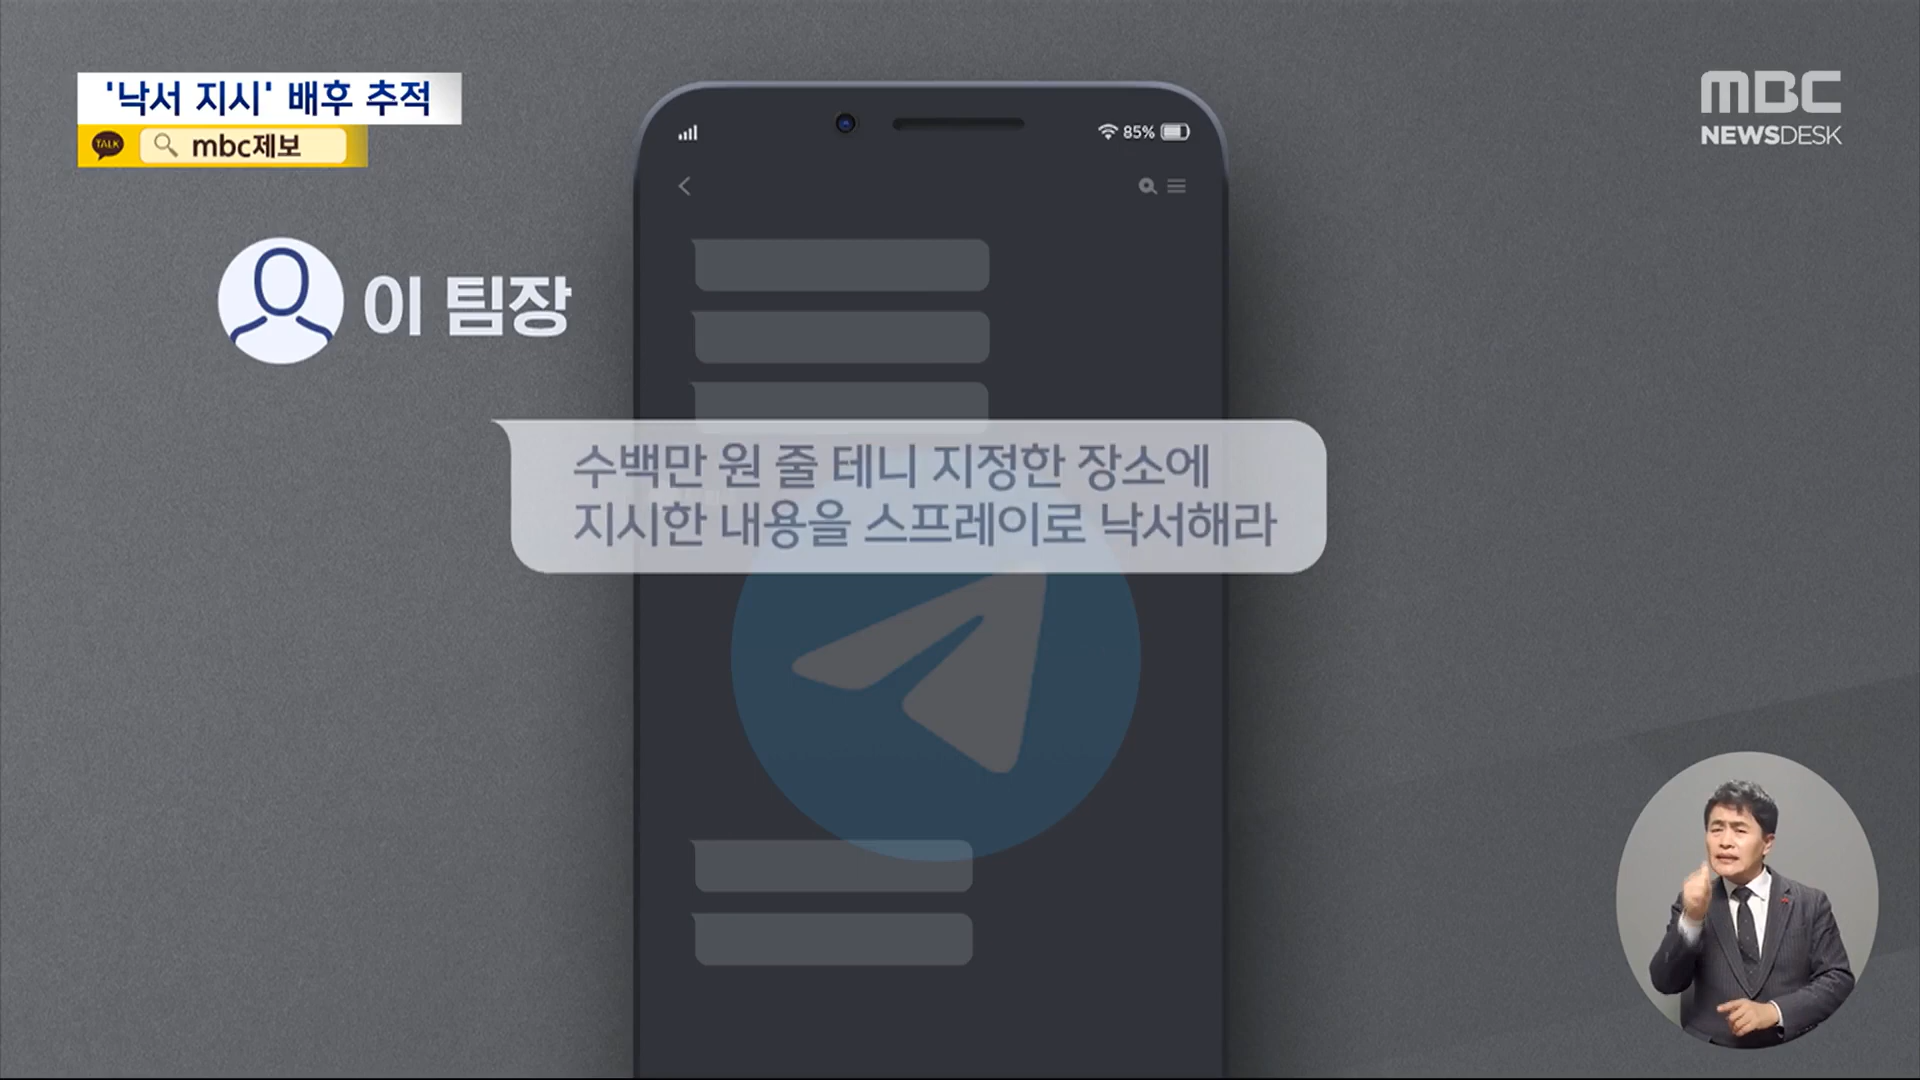 '낙서 지시' 배후 추적
TALK
mbc제보
MBC
NEWSDESK
85%
이 팀장
수백만 원 줄 테니 지정한 장소에
지시한 내용을 스프레이로 낙서해라